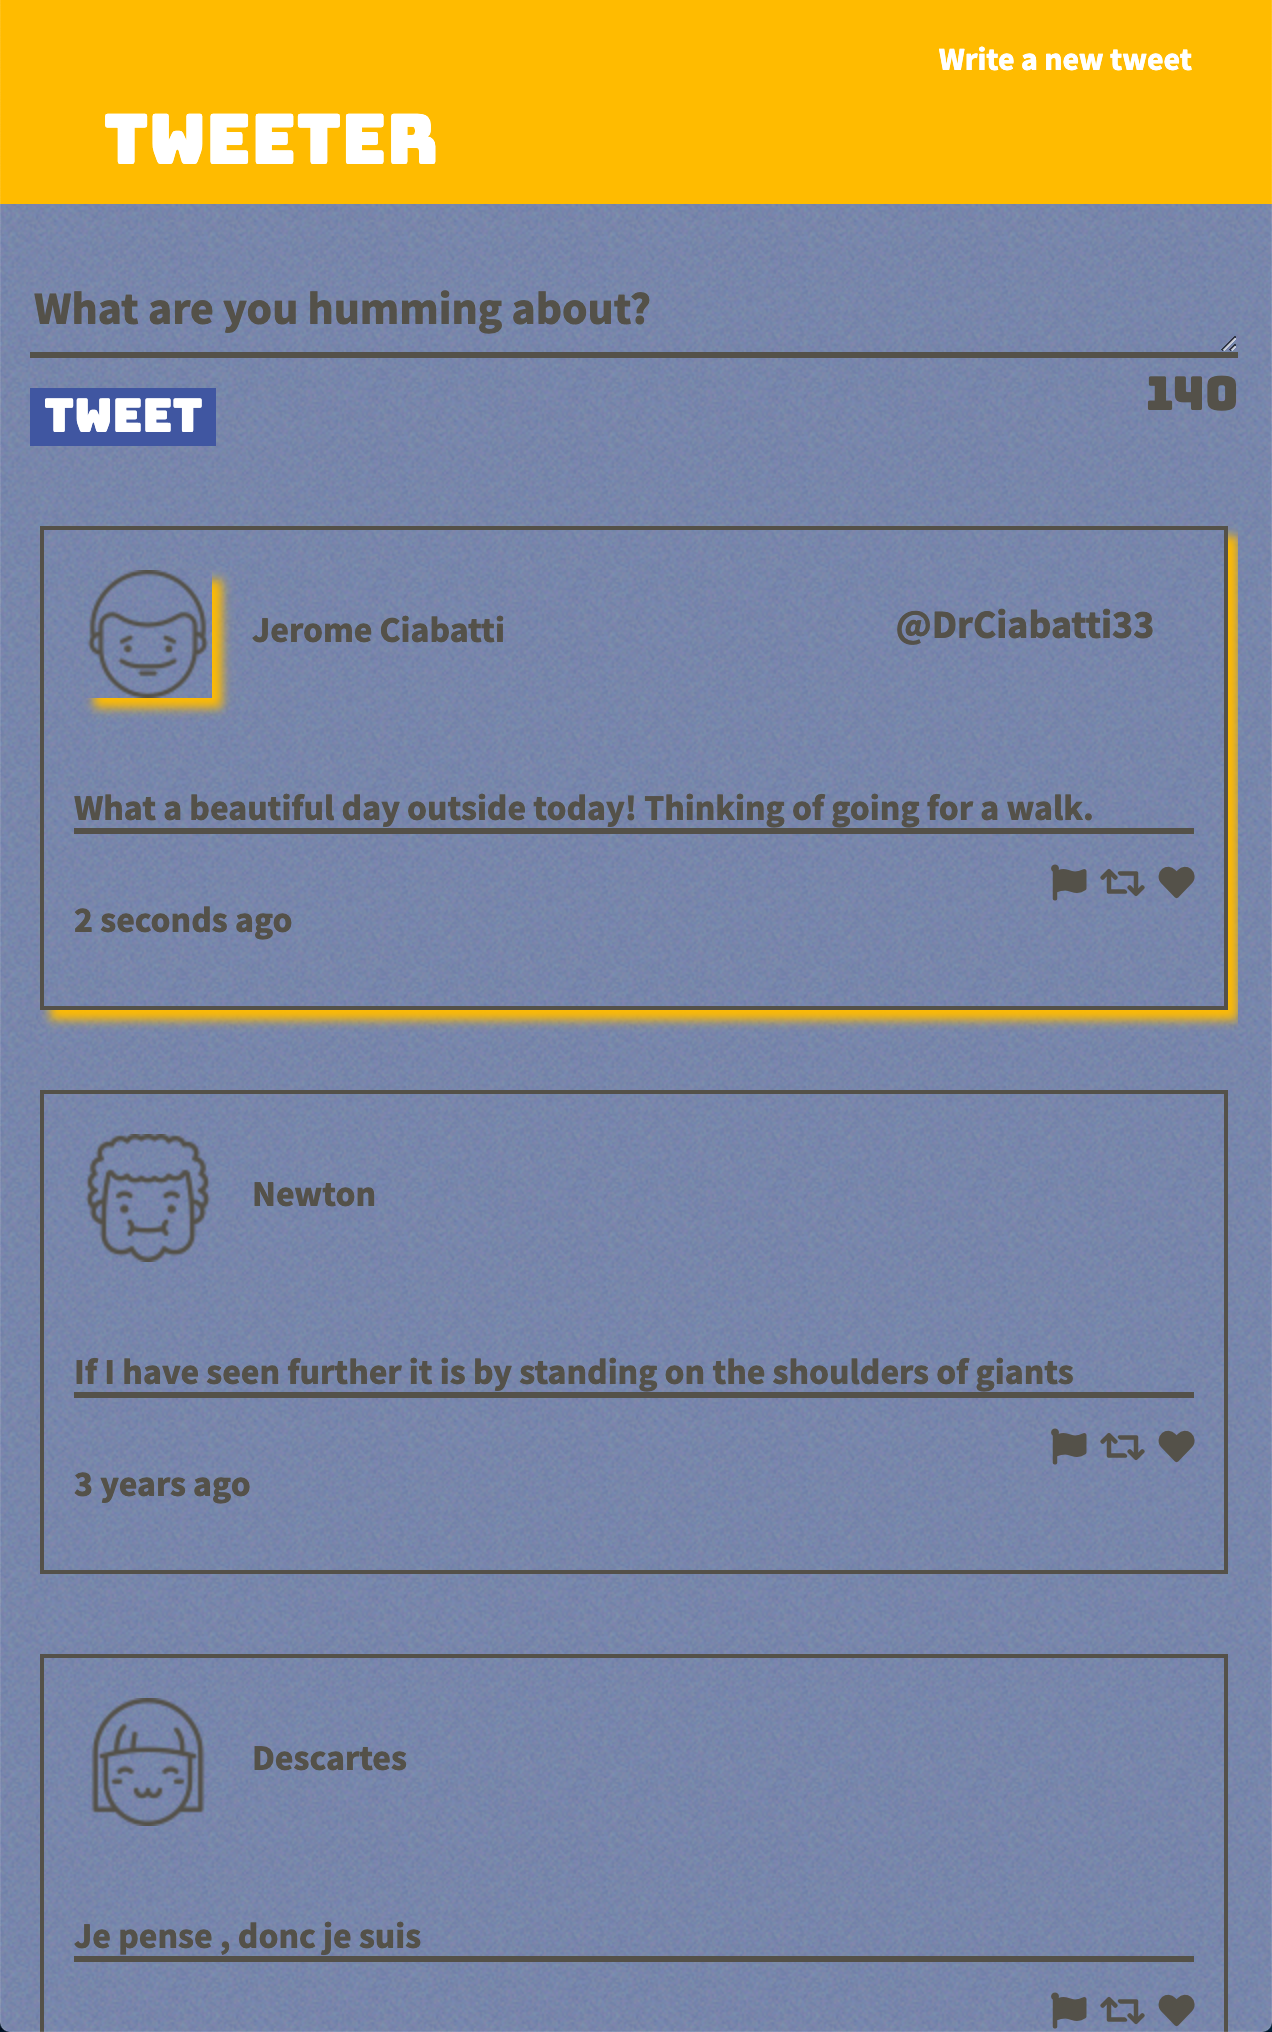 Write a new tweet
TWEETER
What are you humming about?
TWEET
140
Jerome Ciabatti
@DrCiabatti33
What a beautiful day outside today! Thinking of going for a walk.
2 seconds ago
Newton
If I have seen further it is by standing on the shoulders of giants
3 years ago
Descartes
Je pense , donc je suis